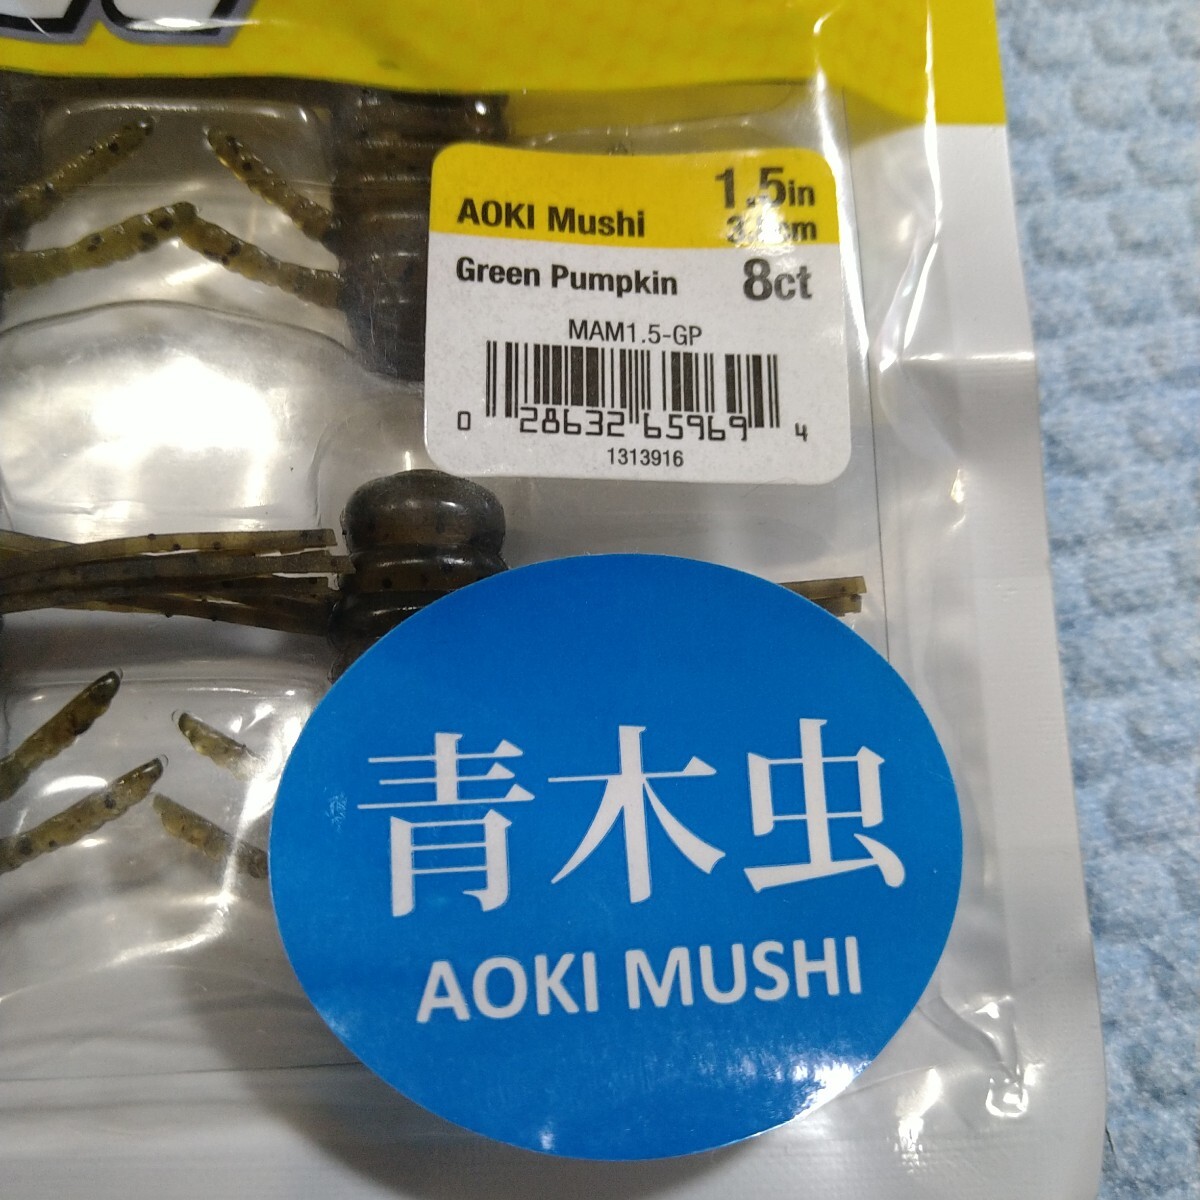 AOKI Mushi
1.5in
Green Pumpkin
8ct
MAM1.5-GP
0 28632 65969 4
1313916
青木虫
AOKI MUSHI